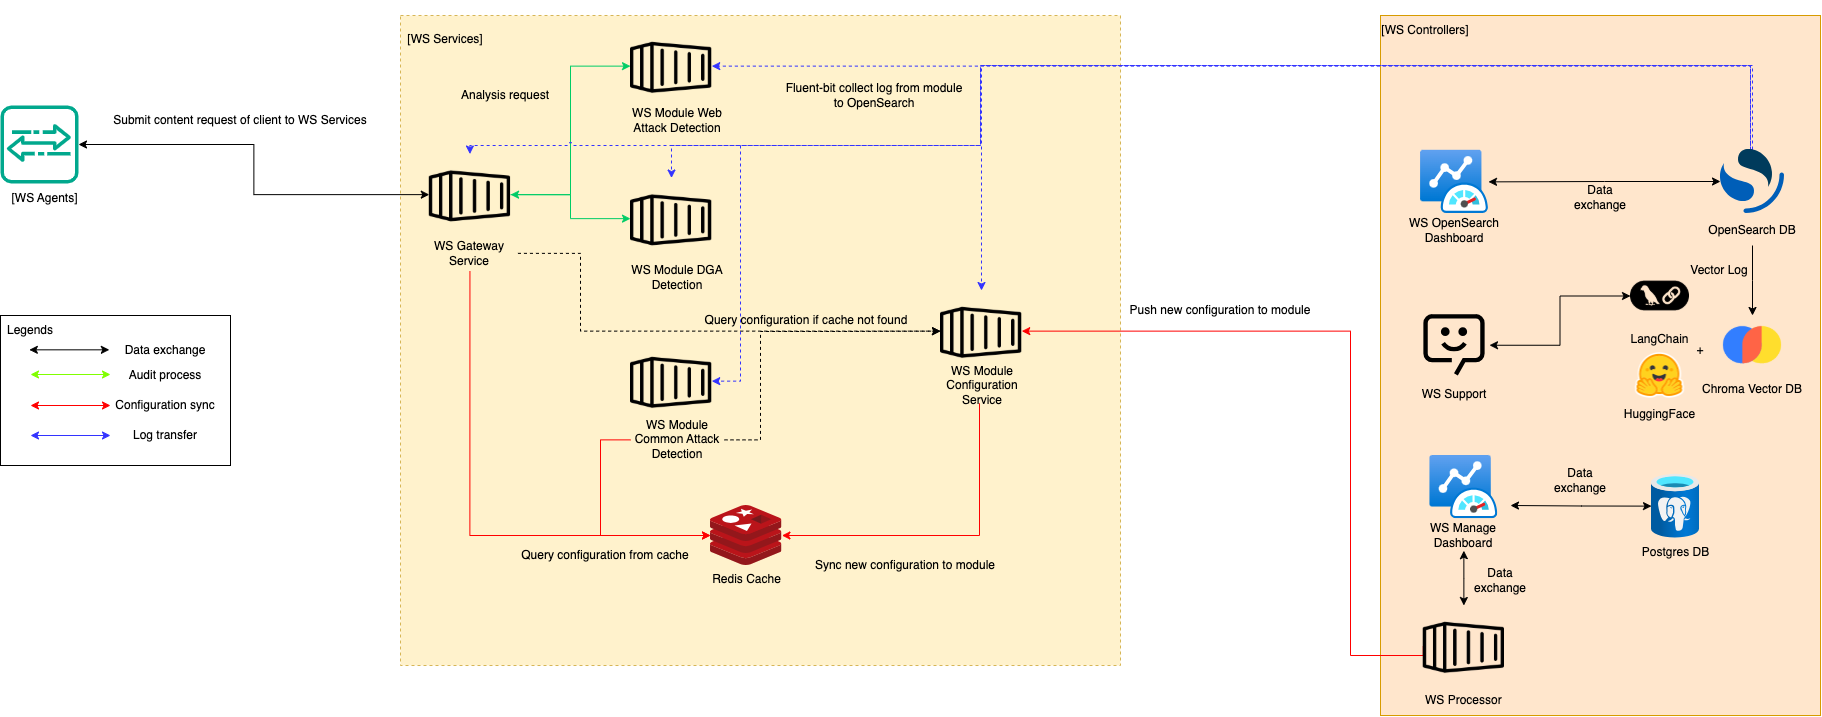 [WS Services]
[WS Controllers]
Analysis request
WS Module Web
Attack Detection
Fluent-bit collect log from module
to OpenSearch
Submit content request of client to WS Services
[WS Agents]
WS Gateway
Service
WS Module DGA
Detection
Data
exchange
WS OpenSearch
Dashboard
OpenSearch DB
Vector Log
Legends
Data exchange
Audit process
Configuration sync
Log transfer
Query configuration if cache not found
Push new configuration to module
WS Module
Configuration
Service
LangChain
+
HuggingFace
Chroma Vector DB
WS Support
WS Module
Common Attack
Detection
Query configuration from cache
Redis Cache
Sync new configuration to module
Data
exchange
WS Manage
Dashboard
Postgres DB
Data
exchange
WS Processor